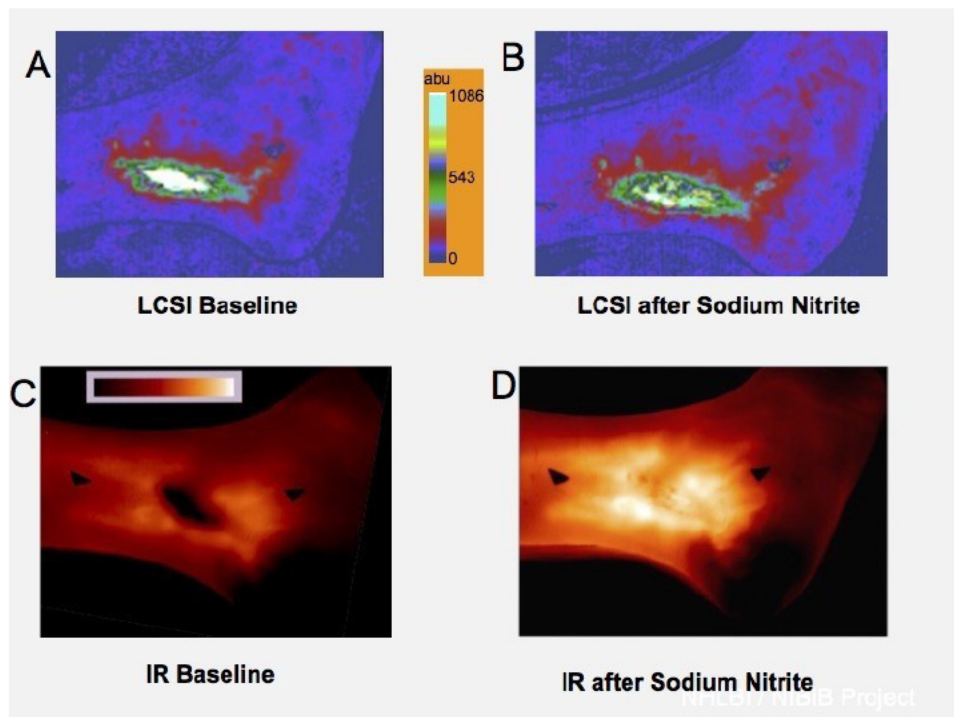 A
B
abu
1086
543
0
LCSI Baseline
LCSI after Sodium Nitrite
C
D
IR Baseline
IR after Sodium Nitrite
NHLBI / NIBIB Project